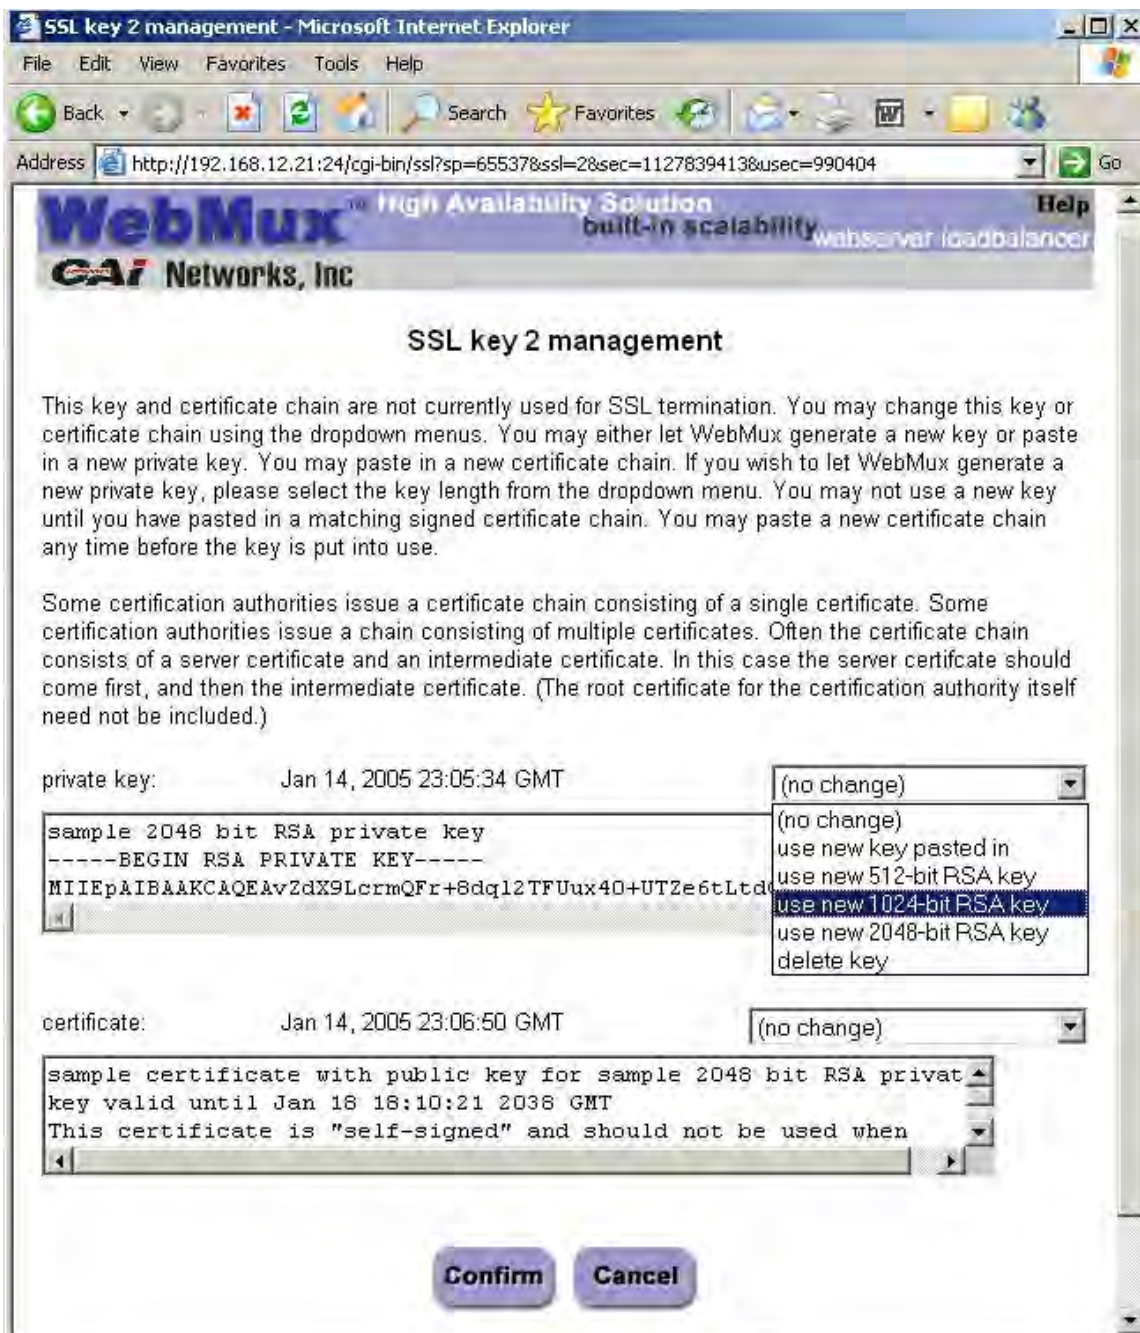 SSL key 2 management - Microsoft Internet Explorer
File Edit View Favorites Tools Help
Back Search Favorites
Address http://192.168.12.21:24/cgi-bin/ssl?sp=65537&ssl=2&sec=1127839413&usec=990404 Go
WebMux™ High Availability Solution Help
built-in scalability
webserver loadbalancer
CAi Networks, Inc
SSL key 2 management
This key and certificate chain are not currently used for SSL termination. You may change this key or
certificate chain using the dropdown menus. You may either let WebMux generate a new key or paste
in a new private key. You may paste in a new certificate chain. If you wish to let WebMux generate a
new private key, please select the key length from the dropdown menu. You may not use a new key
until you have pasted in a matching signed certificate chain. You may paste a new certificate chain
any time before the key is put into use.
Some certification authorities issue a certificate chain consisting of a single certificate. Some
certification authorities issue a chain consisting of multiple certificates. Often the certificate chain
consists of a server certificate and an intermediate certificate. In this case the server certifcate should
come first, and then the intermediate certificate. (The root certificate for the certification authority itself
need not be included.)
private key: Jan 14, 2005 23:05:34 GMT (no change)
sample 2048 bit RSA private key
-----BEGIN RSA PRIVATE KEY-----
(no change)
use new key pasted in
use new 512-bit RSA key
use new 1024-bit RSA key
use new 2048-bit RSA key
delete key
certificate: Jan 14, 2005 23:06:50 GMT (no change)
sample certificate with public key for sample 2048 bit RSA privat
key valid until Jan 18 18:10:21 2038 GMT
This certificate is "self-signed" and should not be used when
Confirm Cancel